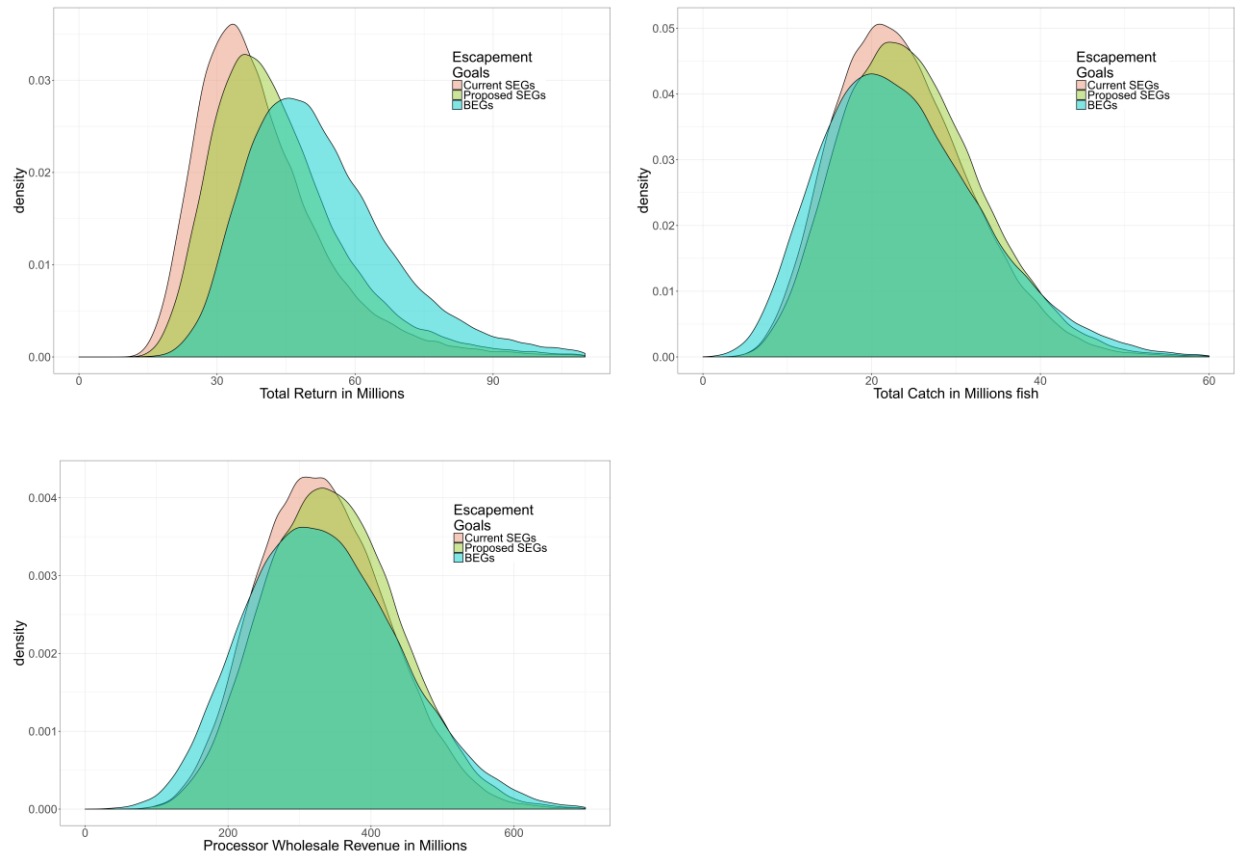 density
0.03
0.02
0.01
0.00
0
30
60
90
Total Return in Millions
Escapement
Goals
Current SEGs
Proposed SEGs
BEGs
density
0.05
0.04
0.03
0.02
0.01
0.00
0
20
40
60
Total Catch in Millions fish
Escapement
Goals
Current SEGs
Proposed SEGs
BEGs
density
0.004
0.003
0.002
0.001
0.000
0
200
400
600
Processor Wholesale Revenue in Millions
Escapement
Goals
Current SEGs
Proposed SEGs
BEGs